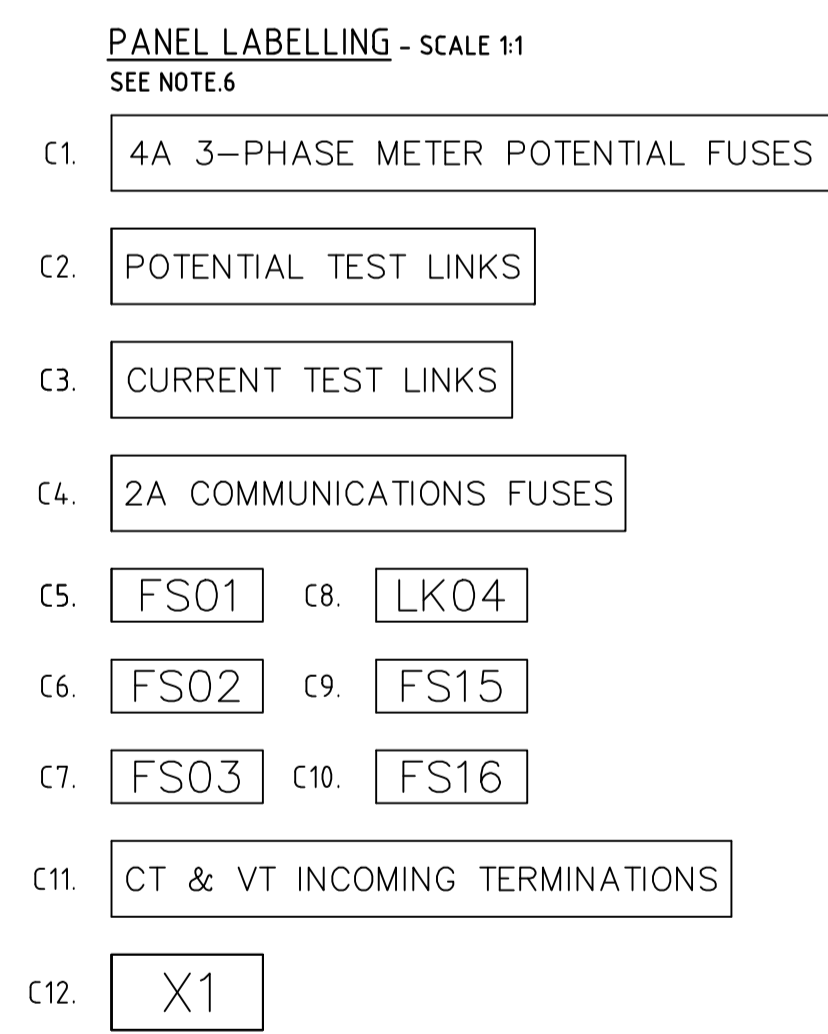 PANEL LABELLING - SCALE 1:1
SEE NOTE.6
C1. 4A 3-PHASE METER POTENTIAL FUSES
C2. POTENTIAL TEST LINKS
C3. CURRENT TEST LINKS
C4. 2A COMMUNICATIONS FUSES
C5. FS01 C8. LK04
C6. FS02 C9. FS15
C7. FS03 C10. FS16
C11. CT & VT INCOMING TERMINATIONS
C12. X1